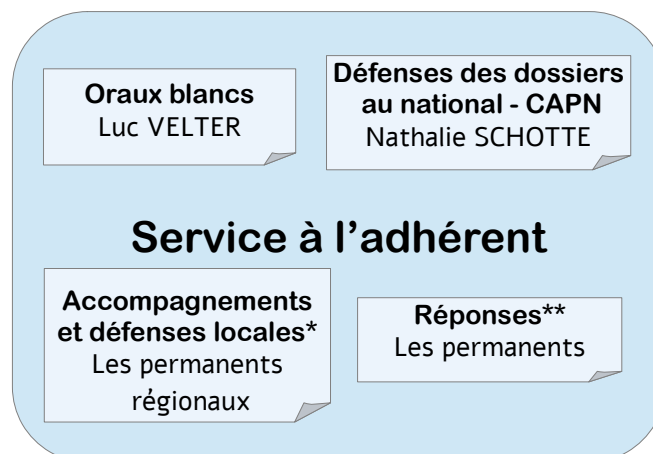 Oraux blancs
Luc VELTER
Défenses des dossiers
au national - CAPN
Nathalie SCHOTTE
Service à l’adhérent
Accompagnements
et défenses locales*
Les permanents
régionaux
Réponses**
Les permanents